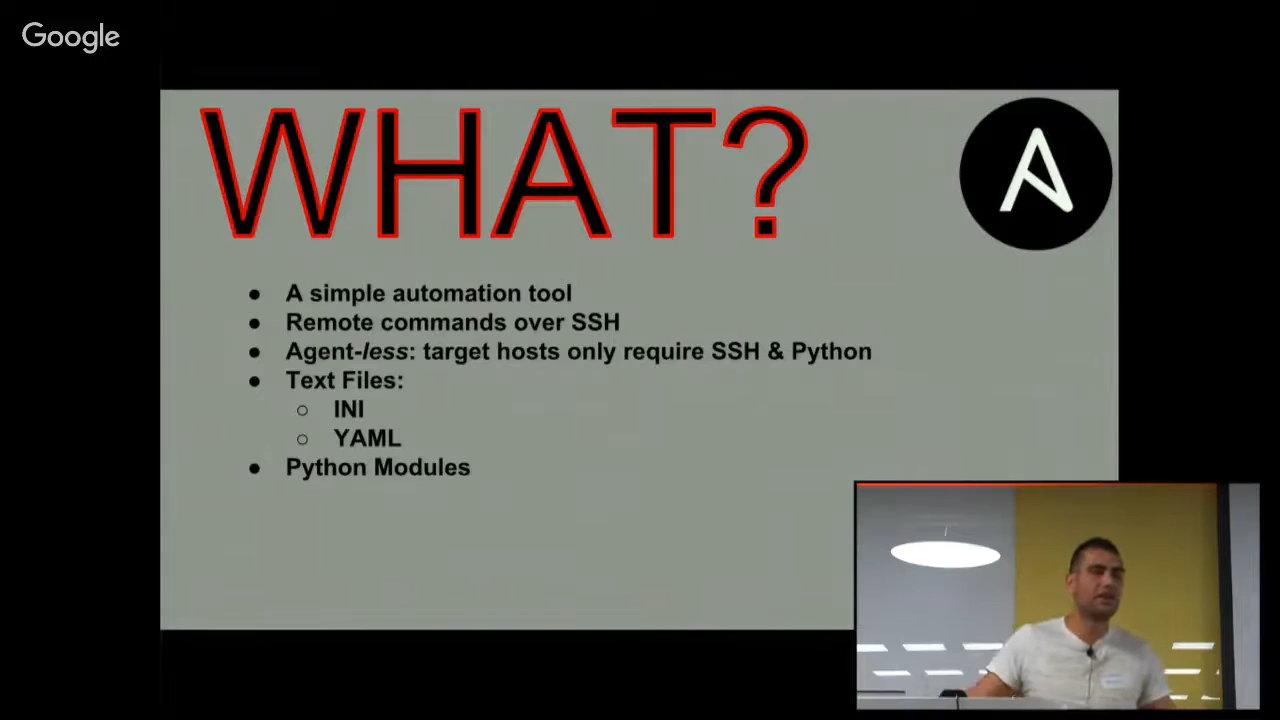 Google
WHAT?
● A simple automation tool
● Remote commands over SSH
● Agent-less: target hosts only require SSH & Python
● Text Files:
○ INI
○ YAML
● Python Modules